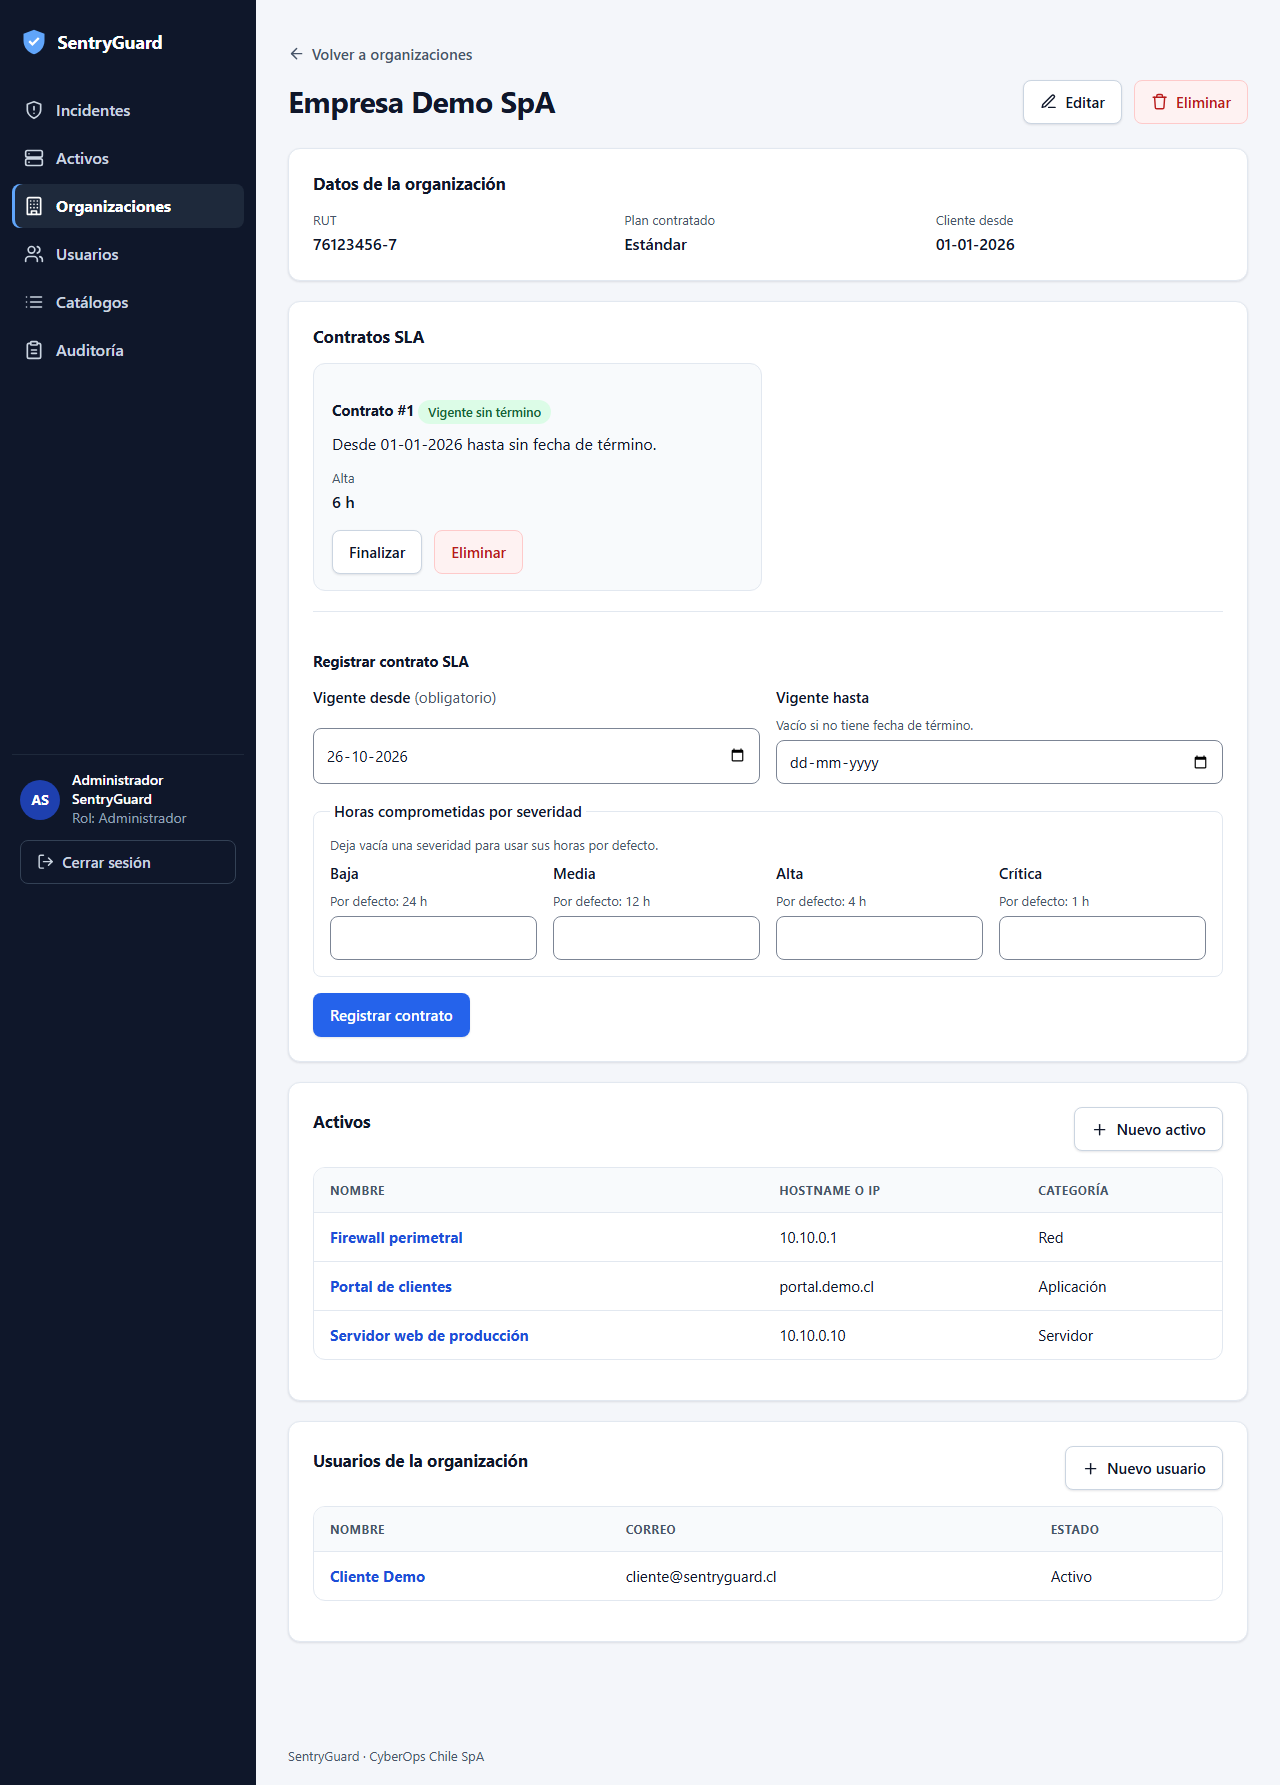 SentryGuard
Incidentes
Activos
Organizaciones
Usuarios
Catálogos
Auditoría
AS
Administrador
SentryGuard
Rol: Administrador
Cerrar sesión
Volver a organizaciones
Empresa Demo SpA
Editar
Eliminar
Datos de la organización
RUT
76123456-7
Plan contratado
Estándar
Cliente desde
01-01-2026
Contratos SLA
Contrato #1 Vigente sin término
Desde 01-01-2026 hasta sin fecha de término.
Alta
6 h
Finalizar
Eliminar
Registrar contrato SLA
Vigente desde (obligatorio)
26-10-2026
Vigente hasta
Vacío si no tiene fecha de término.
dd-mm-yyyy
Horas comprometidas por severidad
Deja vacía una severidad para usar sus horas por defecto.
Baja
Por defecto: 24 h
Media
Por defecto: 12 h
Alta
Por defecto: 4 h
Crítica
Por defecto: 1 h
Registrar contrato
Activos
Nuevo activo
NOMBRE HOSTNAME O IP CATEGORÍA
Firewall perimetral 10.10.0.1 Red
Portal de clientes portal.demo.cl Aplicación
Servidor web de producción 10.10.0.10 Servidor
Usuarios de la organización
Nuevo usuario
NOMBRE CORREO ESTADO
Cliente Demo cliente@sentryguard.cl Activo
SentryGuard · CyberOps Chile SpA